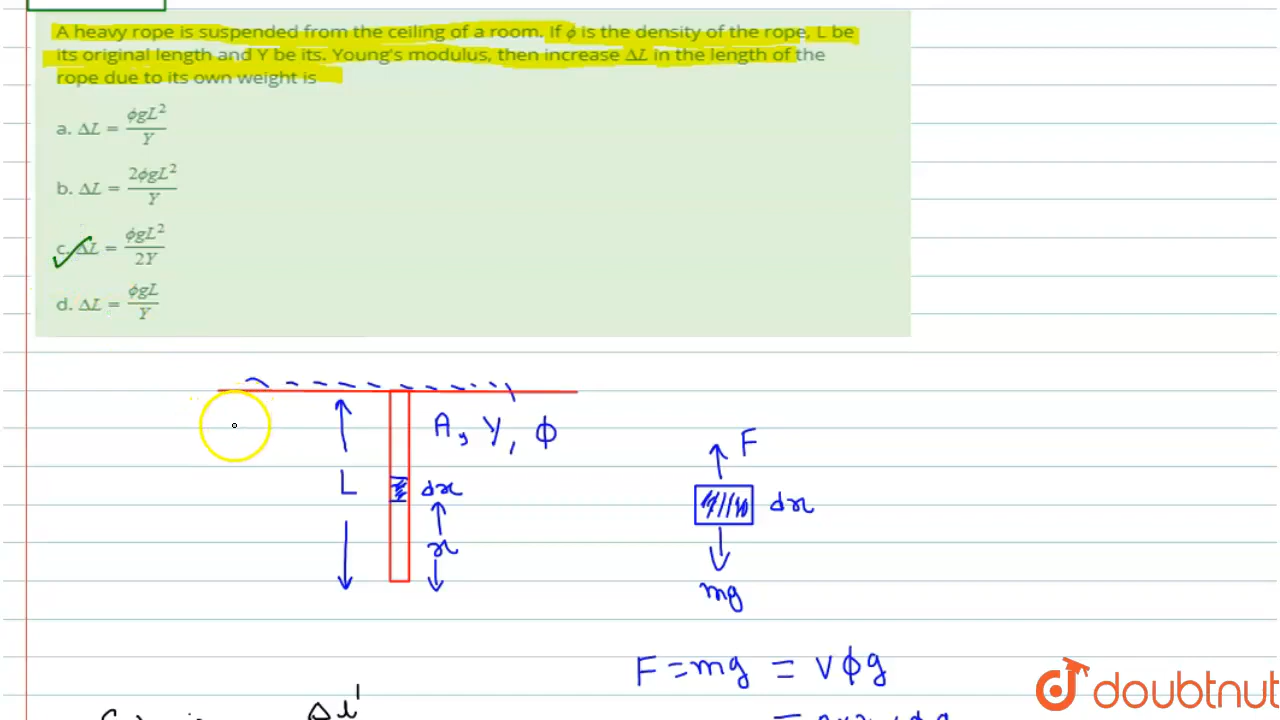 A heavy rope is suspended from the ceiling of a room. If ϕ is the density of the rope, L be
its original length and Y be its. Young's modulus, then increase ΔL in the length of the
rope due to its own weight is
a. ΔL = ϕgL²/Y
b. ΔL = 2ϕgL²/Y
c. ΔL = ϕgL²/2Y
d. ΔL = ϕgL/Y
A, Y, ϕ
F
L
dx
dx
x
mg
F = mg = Vϕg
Δl'
doubtnut